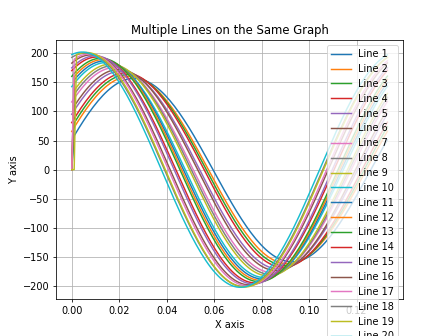 Multiple Lines on the Same Graph
Y axis
200
150
100
50
0
−50
−100
−150
−200
0.00
0.02
0.04
0.06
0.08
0.10
X axis
Line 1
Line 2
Line 3
Line 4
Line 5
Line 6
Line 7
Line 8
Line 9
Line 10
Line 11
Line 12
Line 13
Line 14
Line 15
Line 16
Line 17
Line 18
Line 19
Line 20